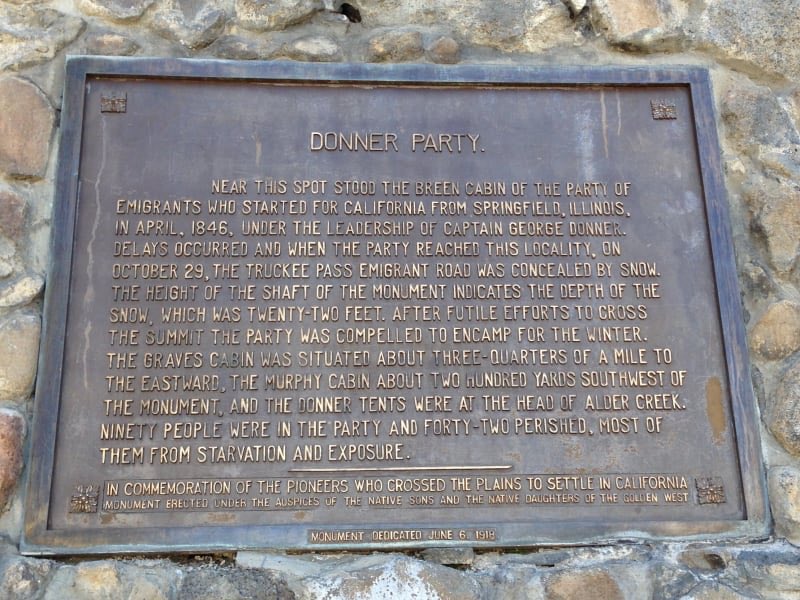 DONNER PARTY.
NEAR THIS SPOT STOOD THE BREEN CABIN OF THE PARTY OF
EMIGRANTS WHO STARTED FOR CALIFORNIA FROM SPRINGFIELD, ILLINOIS,
IN APRIL, 1846, UNDER THE LEADERSHIP OF CAPTAIN GEORGE DONNER.
DELAYS OCCURRED AND WHEN THE PARTY REACHED THIS LOCALITY, ON
OCTOBER 29, THE TRUCKEE PASS EMIGRANT ROAD WAS CONCEALED BY SNOW.
THE HEIGHT OF THE SHAFT OF THE MONUMENT INDICATES THE DEPTH OF THE
SNOW, WHICH WAS TWENTY-TWO FEET. AFTER FUTILE EFFORTS TO CROSS
THE SUMMIT THE PARTY WAS COMPELLED TO ENCAMP FOR THE WINTER.
THE GRAVES CABIN WAS SITUATED ABOUT THREE-QUARTERS OF A MILE TO
THE EASTWARD, THE MURPHY CABIN ABOUT TWO HUNDRED YARDS SOUTHWEST OF
THE MONUMENT, AND THE DONNER TENTS WERE AT THE HEAD OF ALDER CREEK.
NINETY PEOPLE WERE IN THE PARTY AND FORTY-TWO PERISHED, MOST OF
THEM FROM STARVATION AND EXPOSURE.
IN COMMEMORATION OF THE PIONEERS WHO CROSSED THE PLAINS TO SETTLE IN CALIFORNIA
MONUMENT ERECTED UNDER THE AUSPICES OF THE NATIVE SONS AND THE NATIVE DAUGHTERS OF THE GOLDEN WEST
MONUMENT DEDICATED JUNE 6, 1918